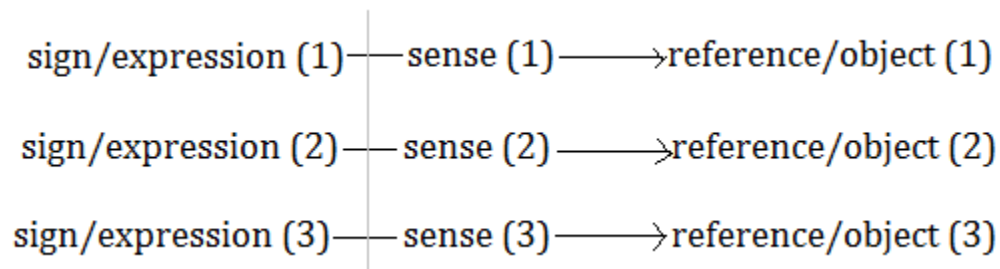 sign/expression (1) sense (1) reference/object (1)
sign/expression (2) sense (2) reference/object (2)
sign/expression (3) sense (3) reference/object (3)